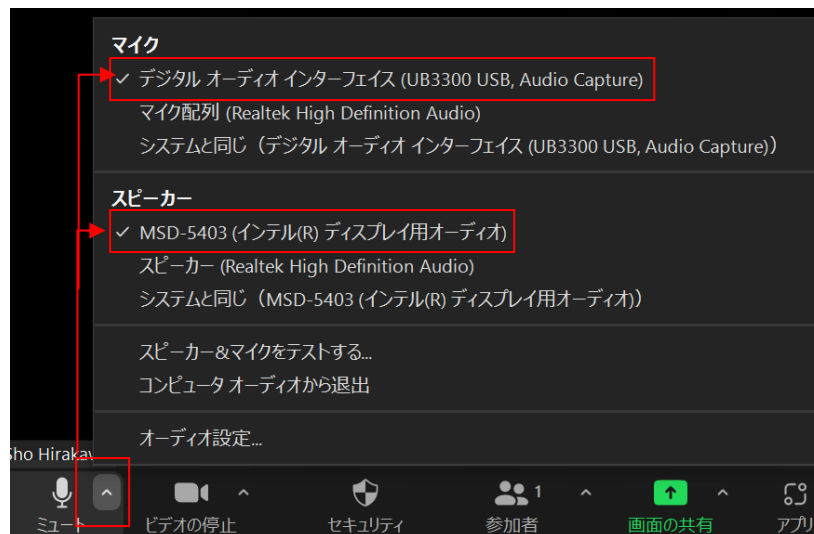 マイク
デジタル オーディオ インターフェイス (UB3300 USB, Audio Capture)
マイク配列 (Realtek High Definition Audio)
システムと同じ（デジタル オーディオ インターフェイス (UB3300 USB, Audio Capture)）
スピーカー
MSD-5403 (インテル(R) ディスプレイ用オーディオ)
スピーカー (Realtek High Definition Audio)
システムと同じ（MSD-5403 (インテル(R) ディスプレイ用オーディオ)）
スピーカー&マイクをテストする...
コンピュータ オーディオから退出
オーディオ設定...
Sho Hirakaw
1
ミュート ビデオの停止 セキュリティ 参加者 画面の共有 アプリ